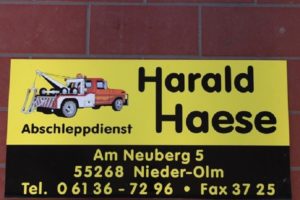 Harald
Haese
Abschleppdienst
Am Neuberg 5
55268 Nieder-Olm
Tel. 0 61 36 - 72 96 • Fax 37 25